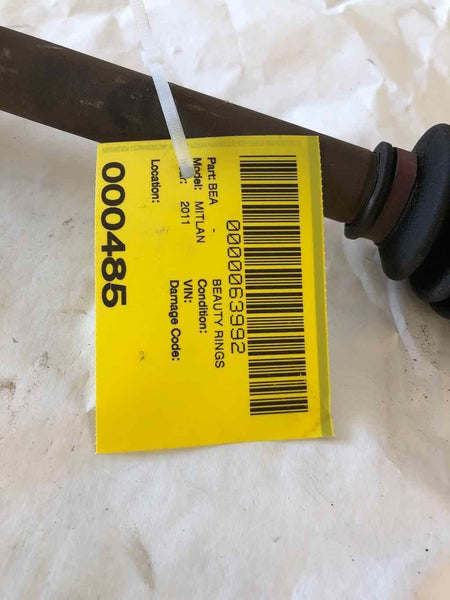 0000063992
Part: BEA - BEAUTY RINGS
Model: MITLAN Condition:
2011 VIN:
Damage Code:
Location:
000485